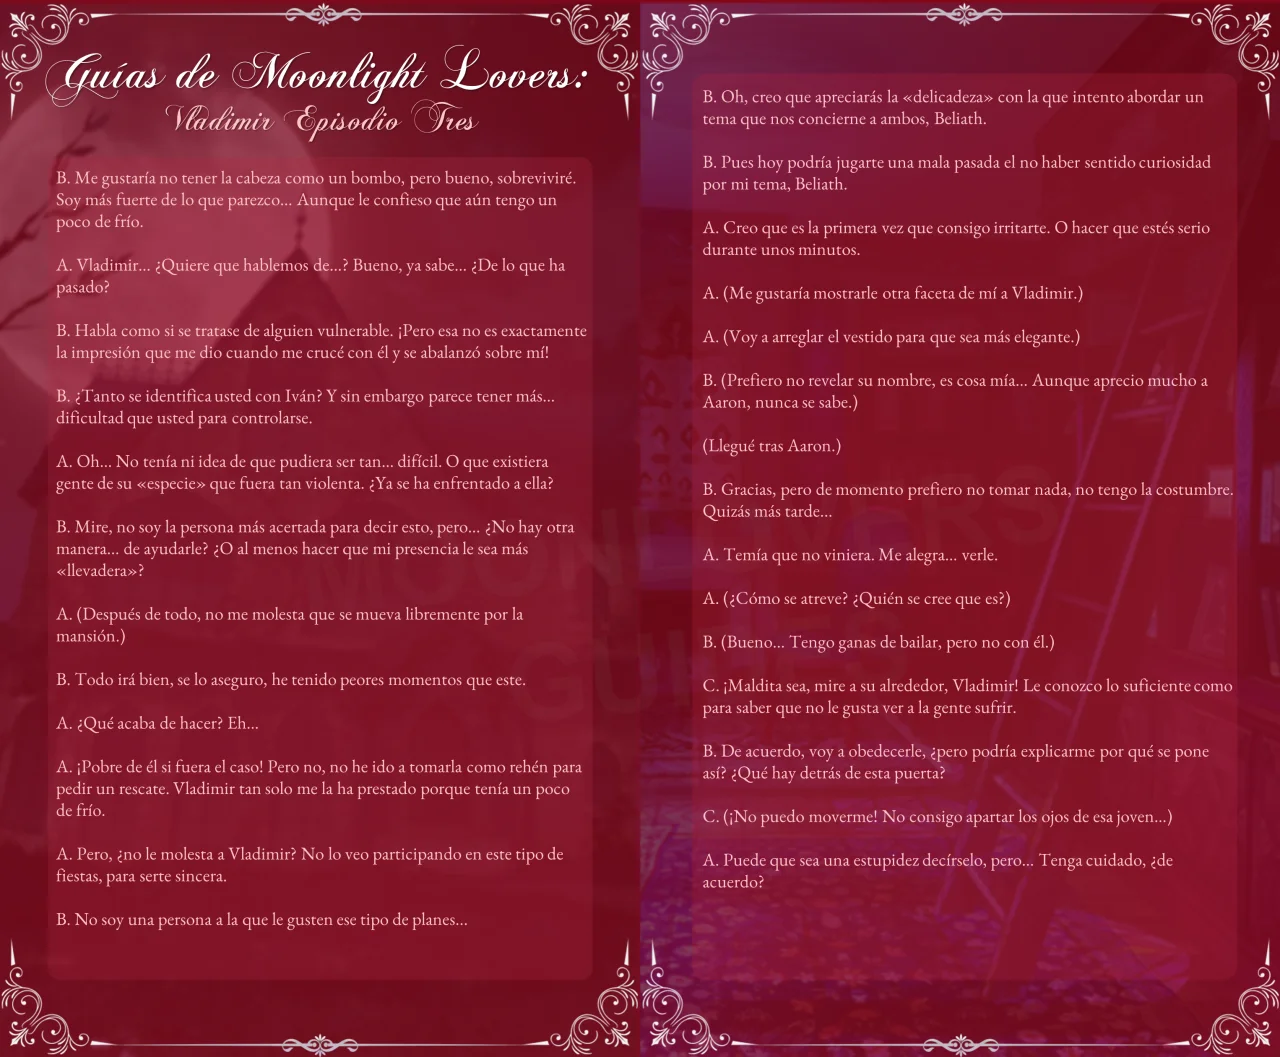 Guías de Moonlight Lovers:
Vladimir Episodio Tres
B. Me gustaría no tener la cabeza como un bombo, pero bueno, sobreviviré.
Soy más fuerte de lo que parezco... Aunque le confieso que aún tengo un
poco de frío.
A. Vladimir... ¿Quiere que hablemos de...? Bueno, ya sabe... ¿De lo que ha
pasado?
B. Habla como si se tratase de alguien vulnerable. ¡Pero esa no es exactamente
la impresión que me dio cuando me crucé con él y se abalanzó sobre mí!
B. ¿Tanto se identifica usted con Iván? Y sin embargo parece tener más...
dificultad que usted para controlarse.
A. Oh... No tenía ni idea de que pudiera ser tan... difícil. O que existiera
gente de su «especie» que fuera tan violenta. ¿Ya se ha enfrentado a ella?
B. Mire, no soy la persona más acertada para decir esto, pero... ¿No hay otra
manera... de ayudarle? ¿O al menos hacer que mi presencia le sea más
«llevadera»?
A. (Después de todo, no me molesta que se mueva libremente por la
mansión.)
B. Todo irá bien, se lo aseguro, he tenido peores momentos que este.
A. ¿Qué acaba de hacer? Eh...
A. ¡Pobre de él si fuera el caso! Pero no, no he ido a tomarla como rehén para
pedir un rescate. Vladimir tan solo me la ha prestado porque tenía un poco
de frío.
A. Pero, ¿no le molesta a Vladimir? No lo veo participando en este tipo de
fiestas, para serte sincera.
B. No soy una persona a la que le gusten ese tipo de planes...
B. Oh, creo que apreciarás la «delicadeza» con la que intento abordar un
tema que nos concierne a ambos, Beliath.
B. Pues hoy podría jugarte una mala pasada el no haber sentido curiosidad
por mi tema, Beliath.
A. Creo que es la primera vez que consigo irritarte. O hacer que estés serio
durante unos minutos.
A. (Me gustaría mostrarle otra faceta de mí a Vladimir.)
A. (Voy a arreglar el vestido para que sea más elegante.)
B. (Prefiero no revelar su nombre, es cosa mía... Aunque aprecio mucho a
Aaron, nunca se sabe.)
(Llegué tras Aaron.)
B. Gracias, pero de momento prefiero no tomar nada, no tengo la costumbre.
Quizás más tarde...
A. Temía que no viniera. Me alegra... verle.
A. (¿Cómo se atreve? ¿Quién se cree que es?)
B. (Bueno... Tengo ganas de bailar, pero no con él.)
C. ¡Maldita sea, mire a su alrededor, Vladimir! Le conozco lo suficiente como
para saber que no le gusta ver a la gente sufrir.
B. De acuerdo, voy a obedecerle, ¿pero podría explicarme por qué se pone
así? ¿Qué hay detrás de esta puerta?
C. (¡No puedo moverme! No consigo apartar los ojos de esa joven...)
A. Puede que sea una estupidez decírselo, pero... Tenga cuidado, ¿de
acuerdo?